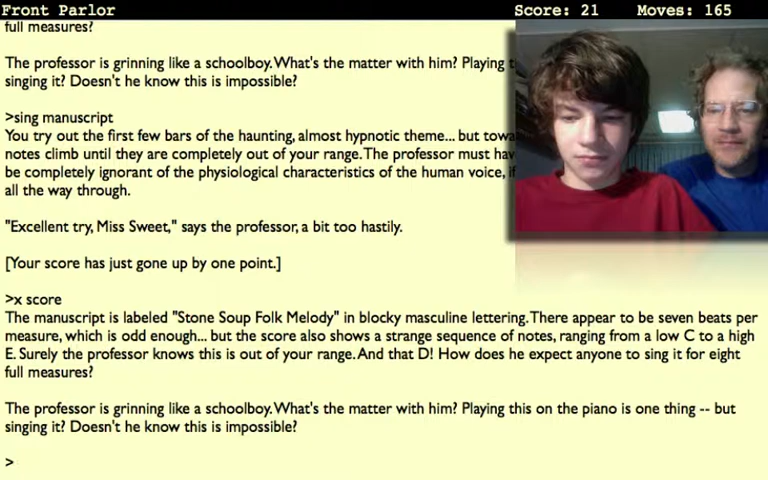 Front Parlor Score: 21 Moves: 165
full measures?
The professor is grinning like a schoolboy. What's the matter with him? Playing
singing it? Doesn't he know this is impossible?
>sing manuscript
You try out the first few bars of the haunting, almost hypnotic theme... but
notes climb until they are completely out of your range. The professor must
be completely ignorant of the physiological characteristics of the human voice,
all the way through.
"Excellent try, Miss Sweet," says the professor, a bit too hastily.
[Your score has just gone up by one point.]
>x score
The manuscript is labeled "Stone Soup Folk Melody" in blocky masculine lettering. There appear to be seven beats per
measure, which is odd enough... but the score also shows a strange sequence of notes, ranging from a low C to a high
E. Surely the professor knows this is out of your range. And that D! How does he expect anyone to sing it for eight
full measures?
The professor is grinning like a schoolboy. What's the matter with him? Playing this on the piano is one thing -- but
singing it? Doesn't he know this is impossible?
>